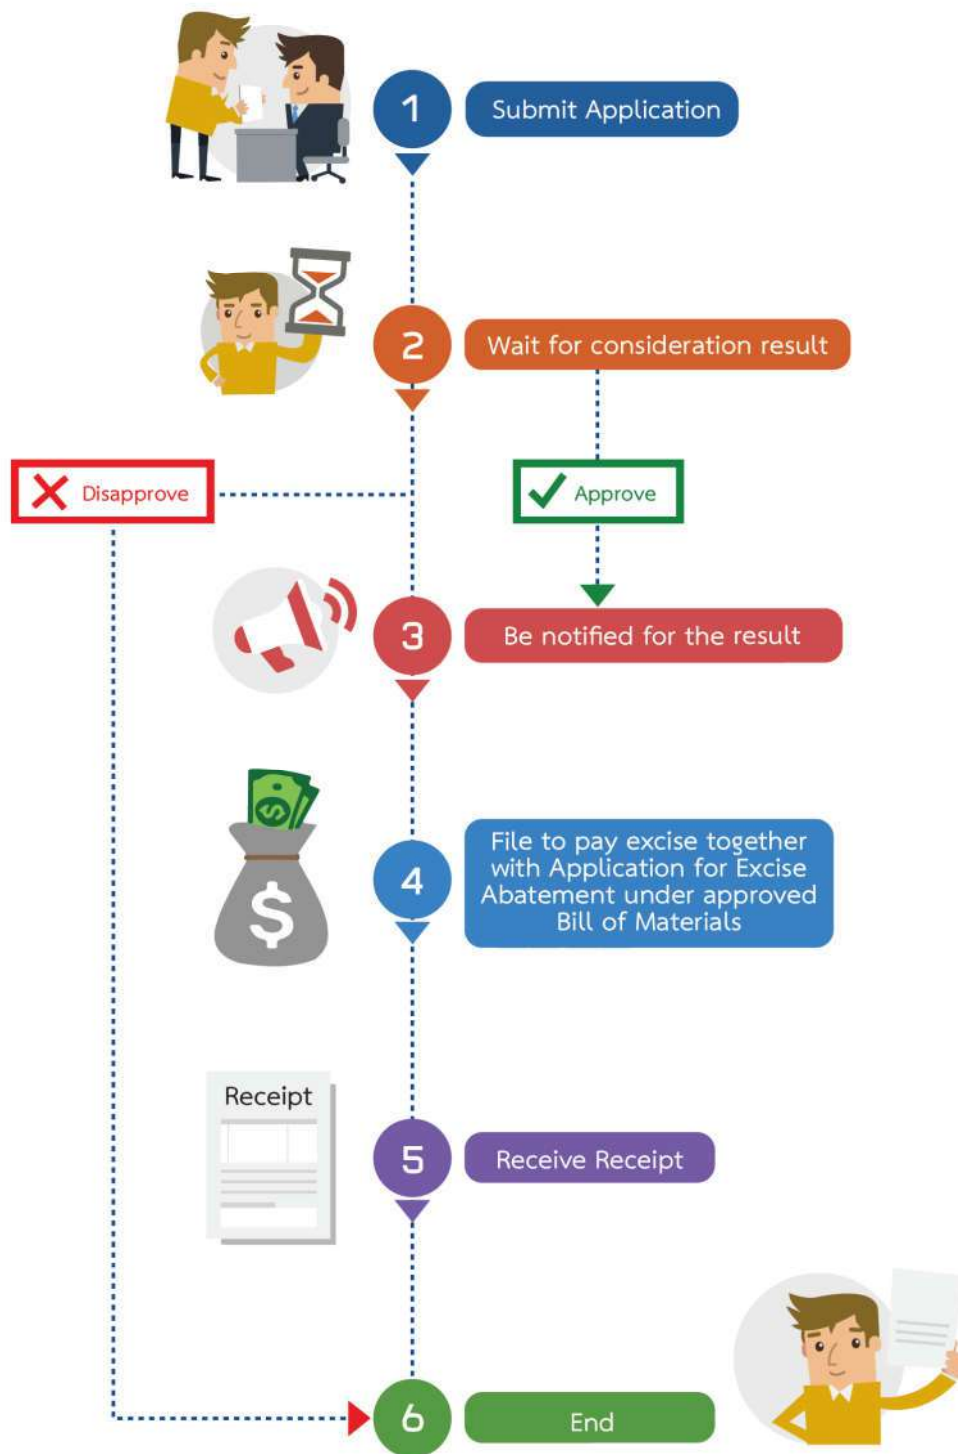 1
Submit Application
2
Wait for consideration result
Disapprove
Approve
3
Be notified for the result
$
$
4
File to pay excise together
with Application for Excise
Abatement under approved
Bill of Materials
Receipt
5
Receive Receipt
6
End